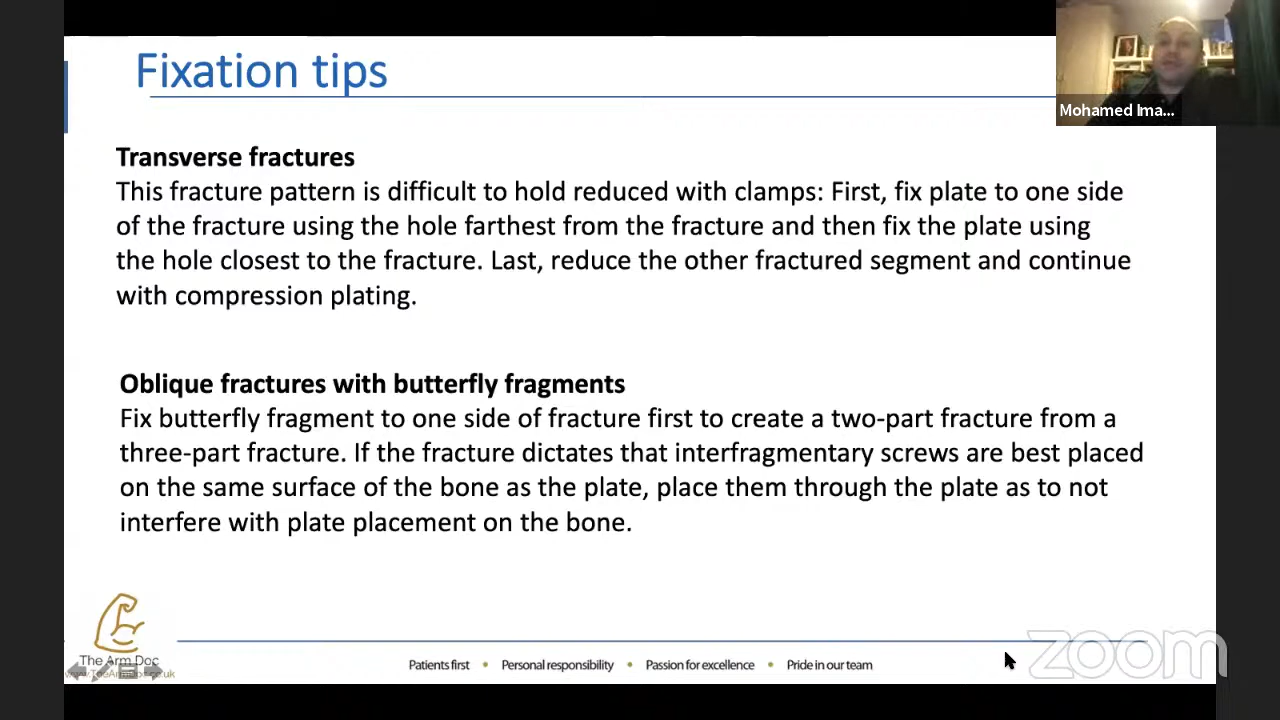 Fixation tips
Mohamed Ima...
Transverse fractures
This fracture pattern is difficult to hold reduced with clamps: First, fix plate to one side
of the fracture using the hole farthest from the fracture and then fix the plate using
the hole closest to the fracture. Last, reduce the other fractured segment and continue
with compression plating.
Oblique fractures with butterfly fragments
Fix butterfly fragment to one side of fracture first to create a two-part fracture from a
three-part fracture. If the fracture dictates that interfragmentary screws are best placed
on the same surface of the bone as the plate, place them through the plate as to not
interfere with plate placement on the bone.
The Arm Doc
Patients first • Personal responsibility • Passion for excellence • Pride in our team
zoom